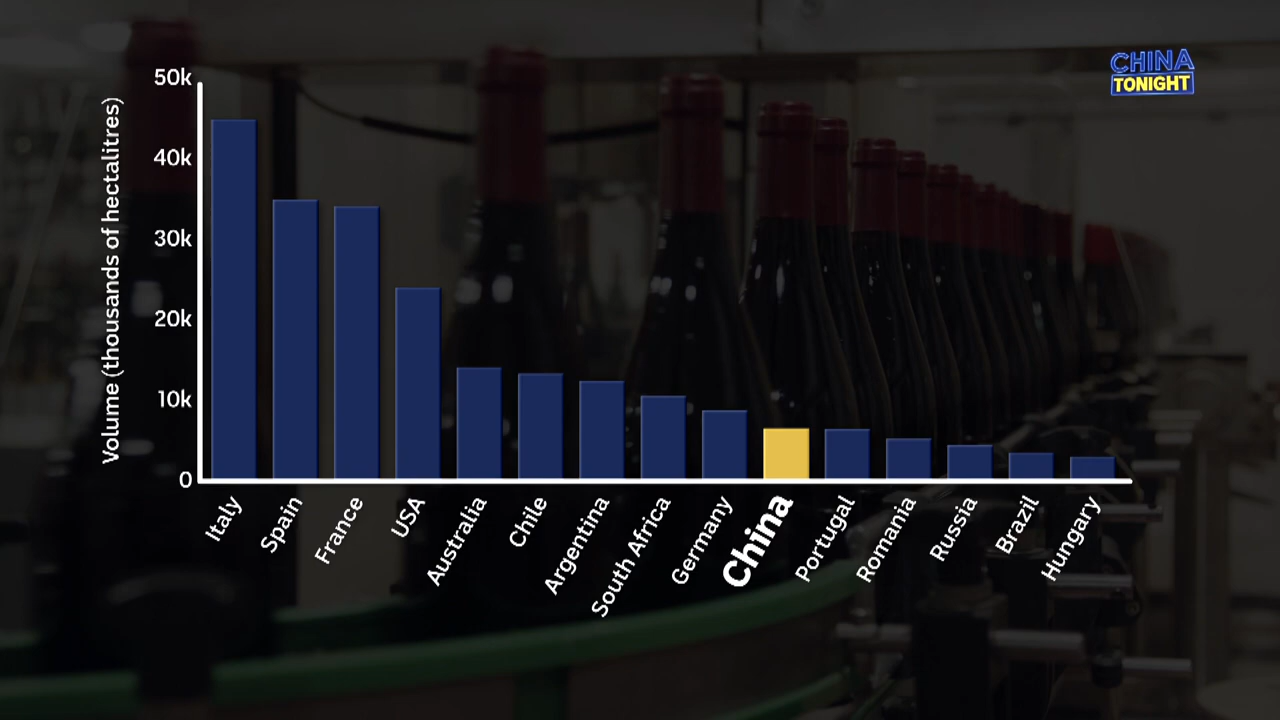 CHINA
TONIGHT
Volume (thousands of hectalitres)
50k
40k
30k
20k
10k
0
Italy
Spain
France
USA
Australia
Chile
Argentina
South Africa
Germany
China
Portugal
Romania
Russia
Brazil
Hungary